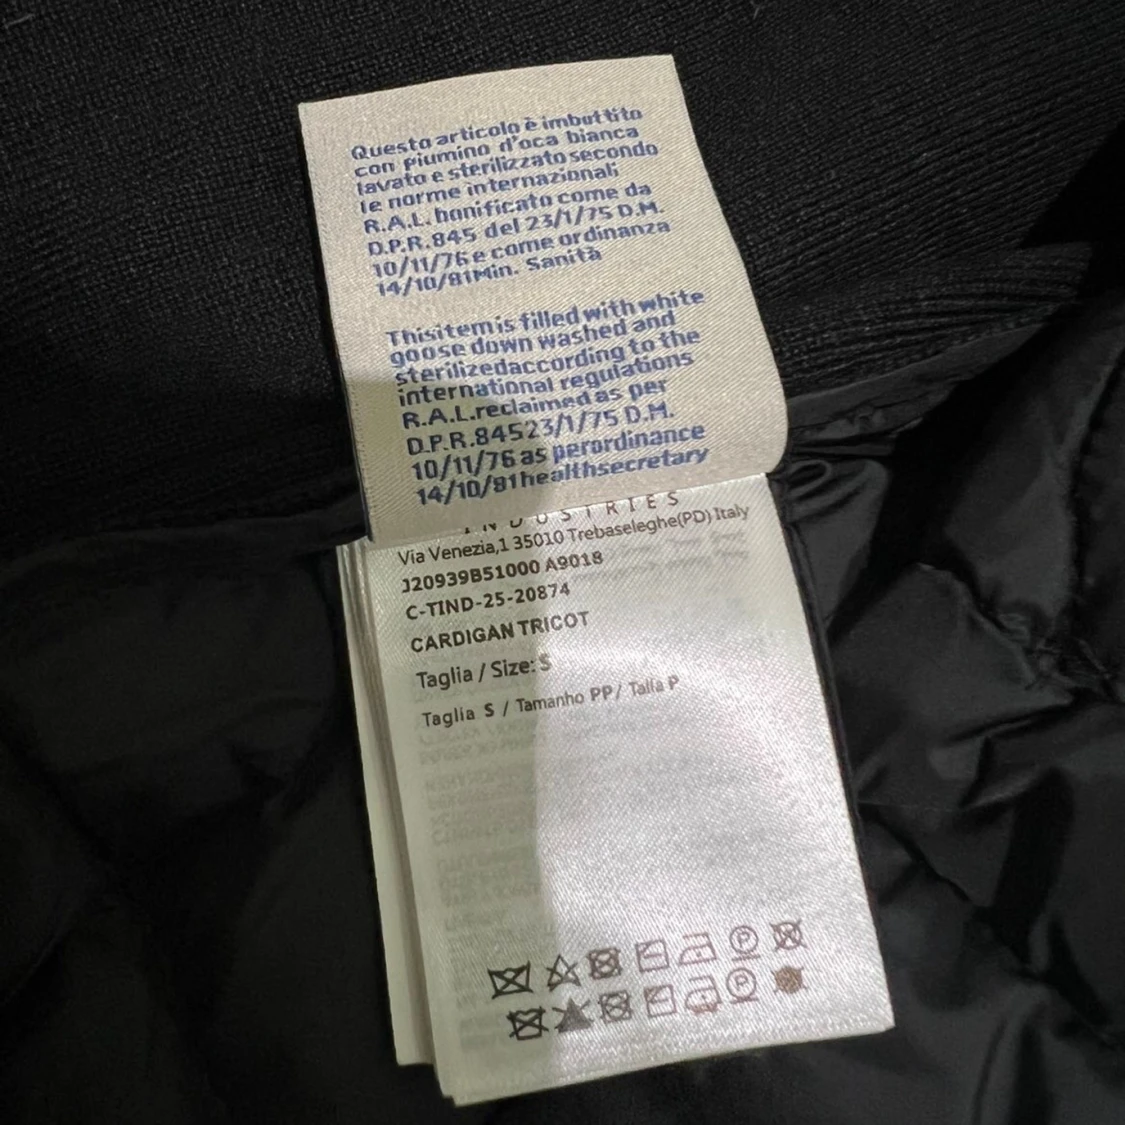 Questo articolo è imbottito
con piumino d'oca bianca
lavato e sterilizzato secondo
le norme internazionali
R.A.L. bonificato come da
D.P.R.845 del 23/1/75 D.M.
10/11/76 e come ordinanza
14/10/81Min. Sanità
Thisitem is filled with white
goose down washed and
sterilizedaccording to the
international regulations
R.A.L.reclaimed as per
D.P.R.84523/1/75 D.M.
10/11/76 as perordinance
14/10/81healthsecretary
INDUSTRIES
Via Venezia,1 35010 Trebaseleghe(PD) Italy
J20939B51000 A9018
C-TIND-25-20874
CARDIGAN TRICOT
Taglia / Size: S
Taglia S / Tamanho PP / Talla P
P
P